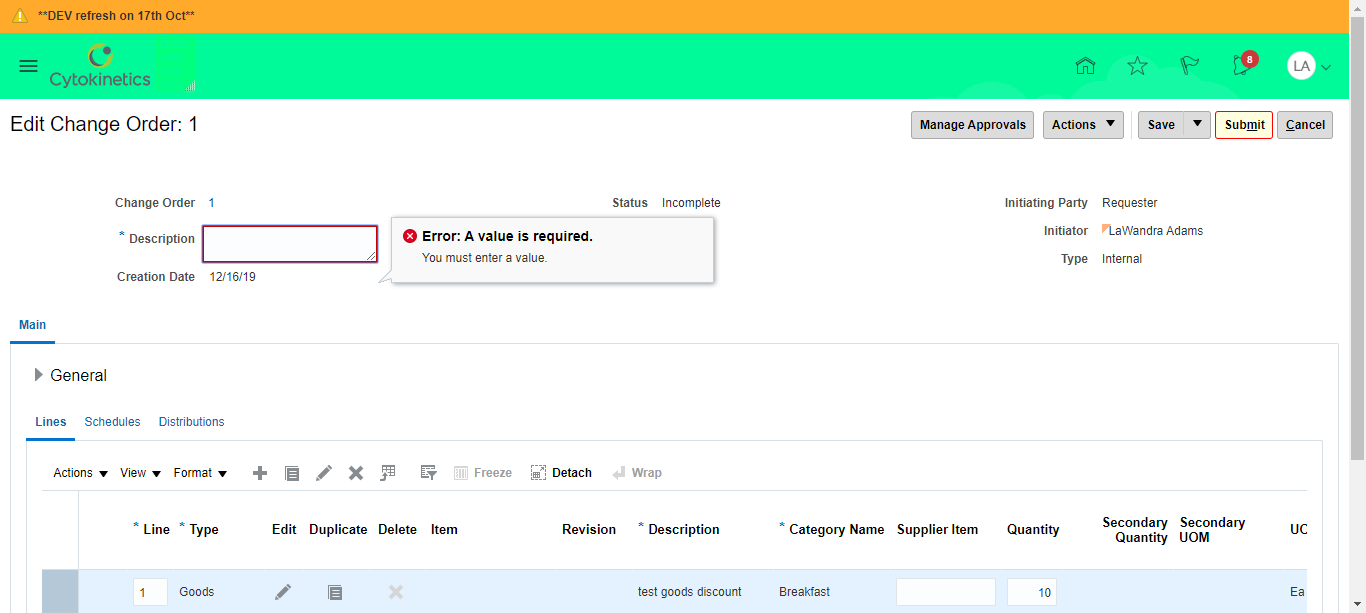 **DEV refresh on 17th Oct**
Cytokinetics
8
LA
Edit Change Order: 1
Manage Approvals
Actions
Save
Submit
Cancel
Change Order 1
Status Incomplete
Initiating Party Requester
* Description
Error: A value is required.
You must enter a value.
Initiator LaWandra Adams
Creation Date 12/16/19
Type Internal
Main
General
Lines Schedules Distributions
Actions View Format Freeze Detach Wrap
* Line * Type Edit Duplicate Delete Item Revision * Description * Category Name Supplier Item Quantity Secondary Quantity Secondary UOM UO
1 Goods test goods discount Breakfast 10 Ea